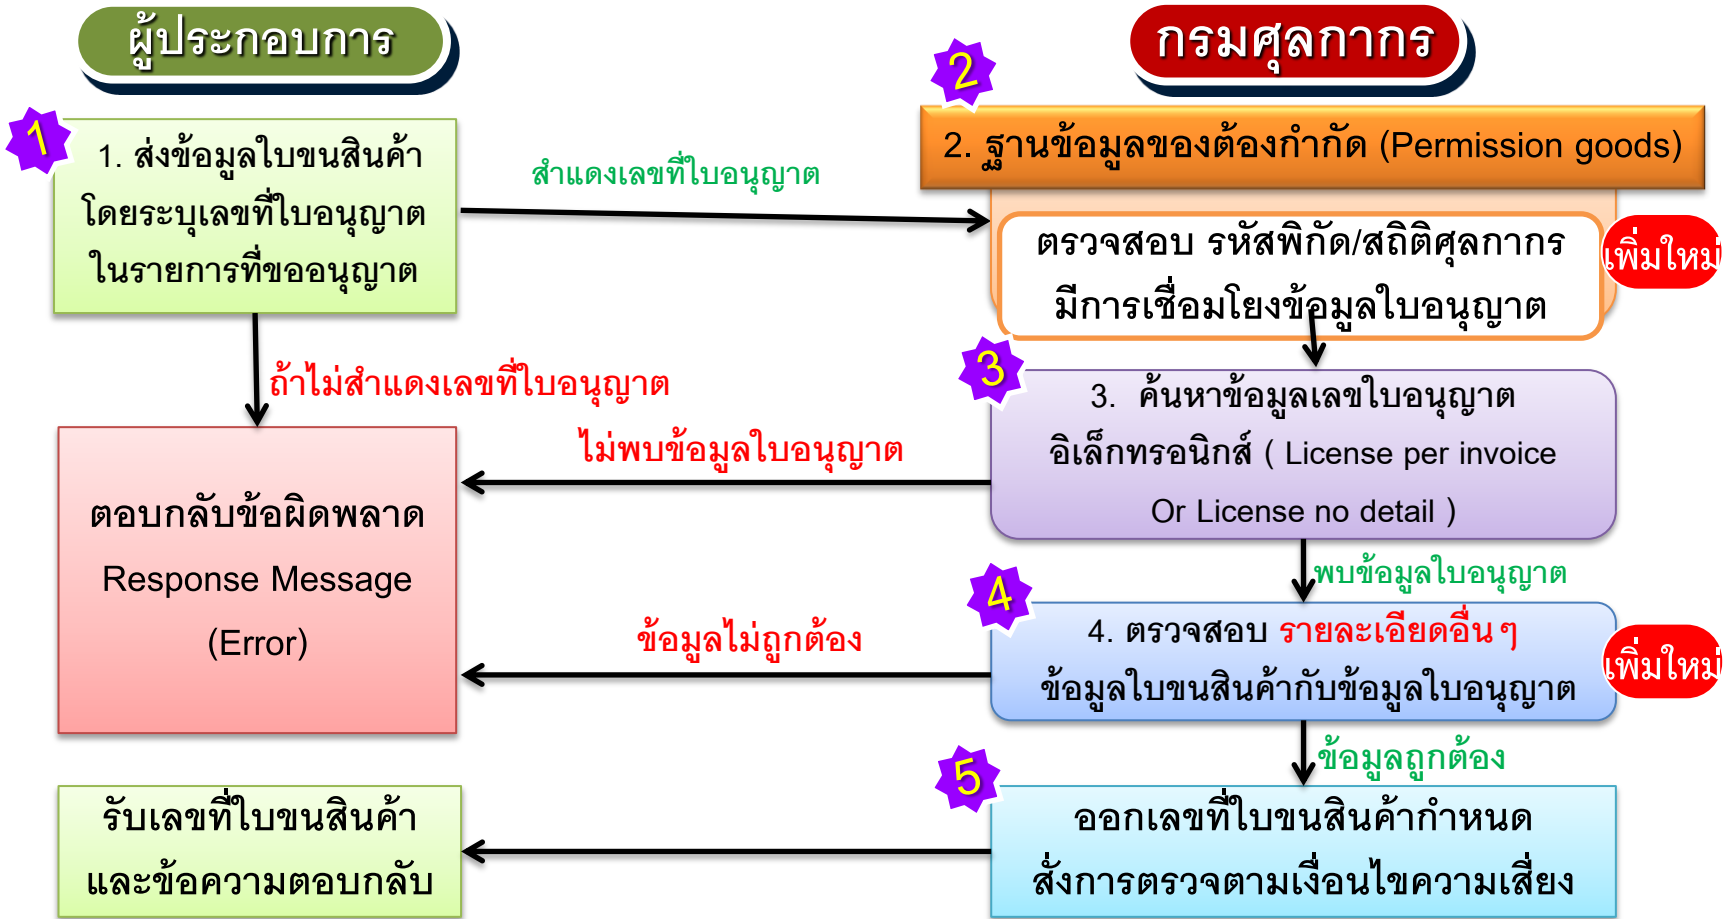 ผู้ประกอบการ
กรมศุลกากร
1
1. ส่งข้อมูลใบขนสินค้า
โดยระบุเลขที่ใบอนุญาต
ในรายการที่ขออนุญาต
สำแดงเลขที่ใบอนุญาต
2
2. ฐานข้อมูลของต้องกำกัด (Permission goods)
ตรวจสอบ รหัสพิกัด/สถิติศุลกากร
มีการเชื่อมโยงข้อมูลใบอนุญาต
เพิ่มใหม่
ถ้าไม่สำแดงเลขที่ใบอนุญาต
3
3. ค้นหาข้อมูลเลขใบอนุญาต
อิเล็กทรอนิกส์ ( License per invoice
Or License no detail )
ไม่พบข้อมูลใบอนุญาต
ตอบกลับข้อผิดพลาด
Response Message
(Error)
พบข้อมูลใบอนุญาต
4
4. ตรวจสอบ รายละเอียดอื่นๆ
ข้อมูลใบขนสินค้ากับข้อมูลใบอนุญาต
เพิ่มใหม่
ข้อมูลไม่ถูกต้อง
ข้อมูลถูกต้อง
5
ออกเลขที่ใบขนสินค้ากำหนด
สั่งการตรวจตามเงื่อนไขความเสี่ยง
รับเลขที่ใบขนสินค้า
และข้อความตอบกลับ